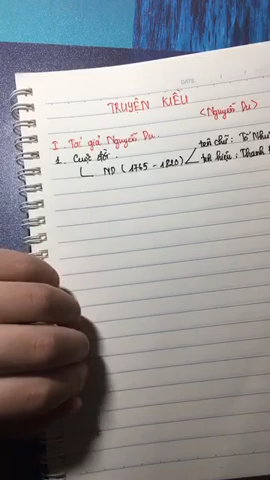 DATE
TRUYỆN KIỀU
<Nguyễn Du>
I Tác giả Nguyễn Du.
1. Cuộc đời.
tên chữ: Tố Như
ND (1765 - 1820)
tên hiệu: Thanh